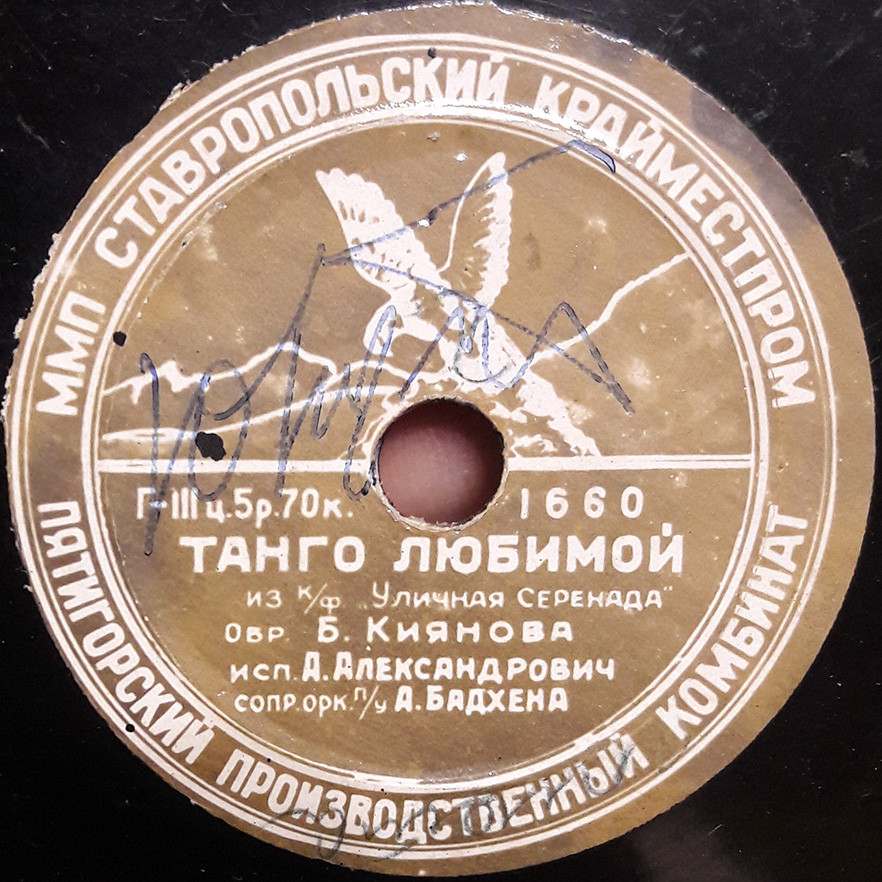 ММП СТАВРОПОЛЬСКИЙ КРАЙМЕСТПРОМ
Г-III ц.5р.70к. 1660
ТАНГО ЛЮБИМОЙ
ИЗ К/Ф „УЛИЧНАЯ СЕРЕНАДА"
ОБР. Б. КИЯНОВА
ИСП. А. АЛЕКСАНДРОВИЧ
СОПР. ОРК. П/У А. БАДХЕНА
ПЯТИГОРСКИЙ ПРОИЗВОДСТВЕННЫЙ КОМБИНАТ